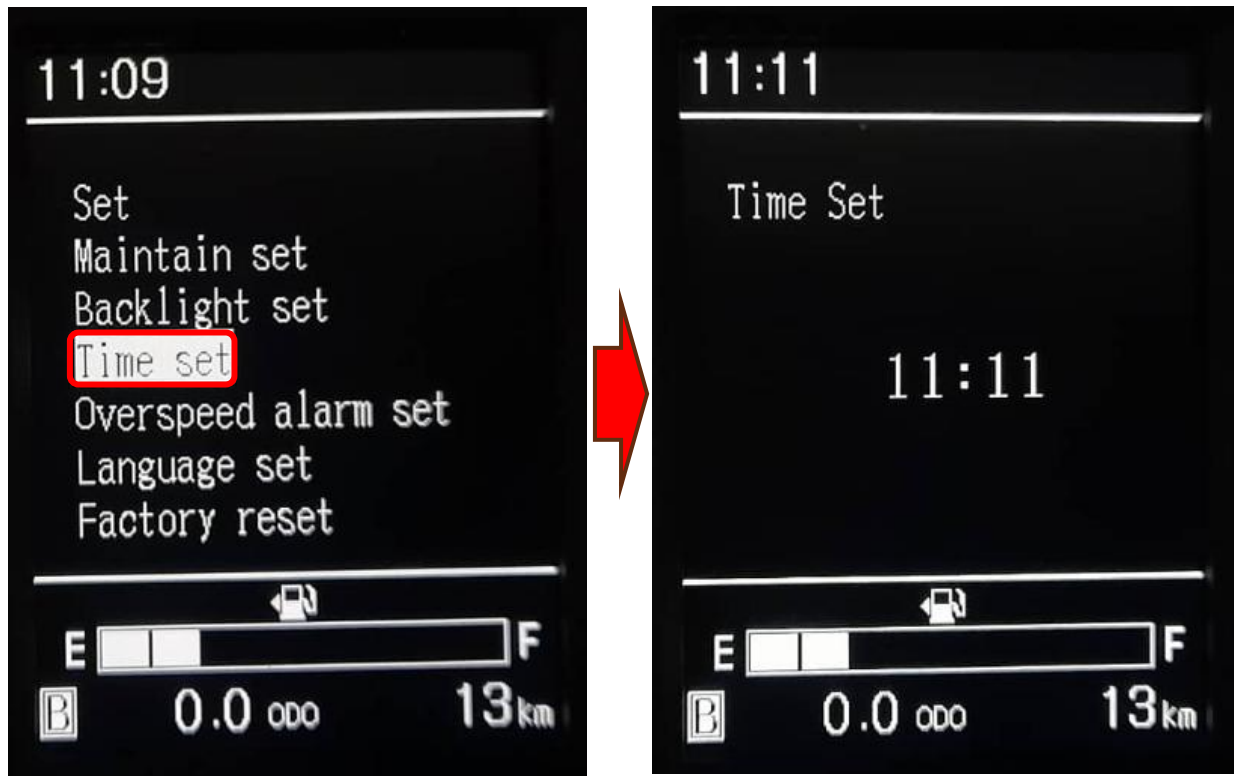 11:09
Set
Maintain set
Backlight set
Time set
Overspeed alarm set
Language set
Factory reset
E F
B 0.0 ODO 13km
11:11
Time Set
11:11
E F
B 0.0 ODO 13km